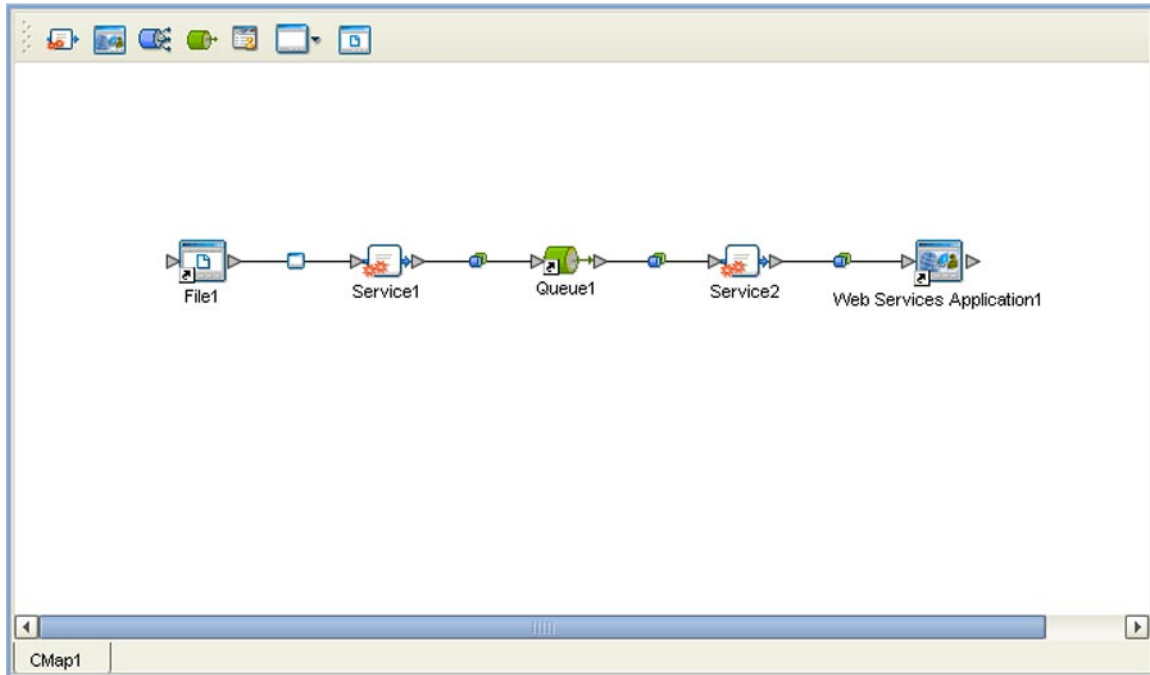 File1
Service1
Queue1
Service2
Web Services Application1
CMap1